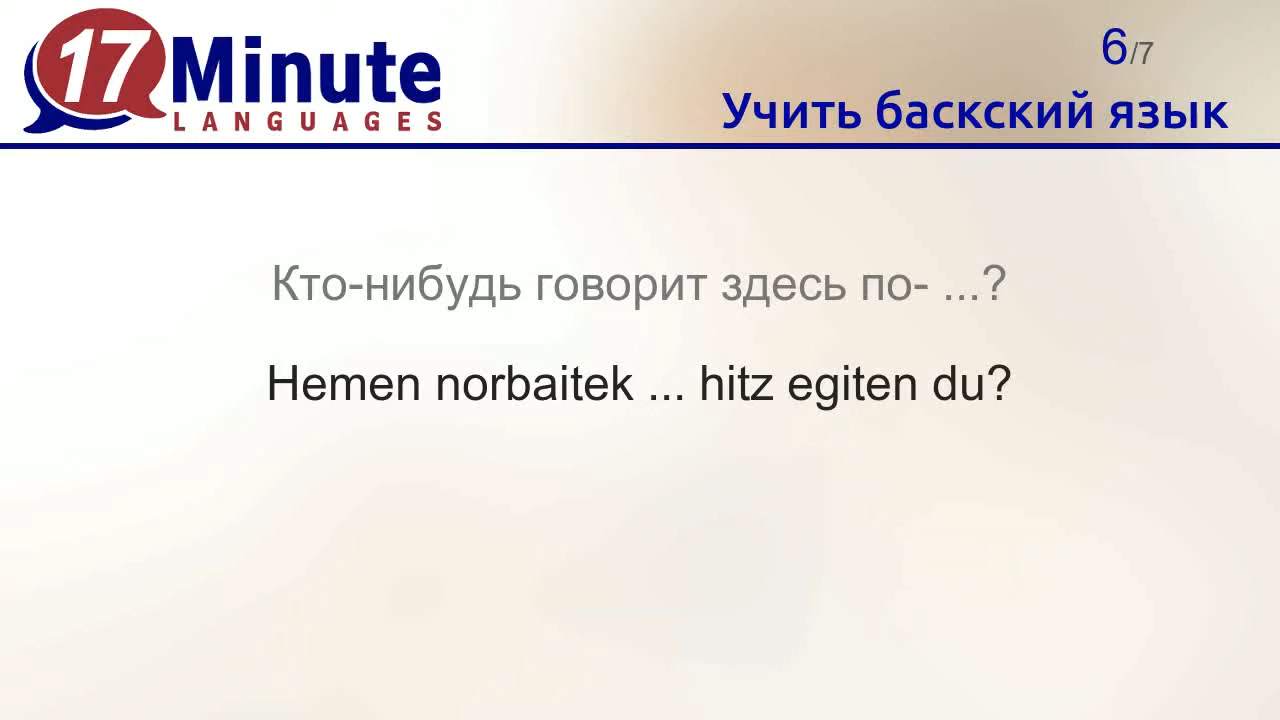 17 Minute
LANGUAGES
6/7
Учить баскский язык
Кто-нибудь говорит здесь по- ...?
Hemen norbaitek ... hitz egiten du?